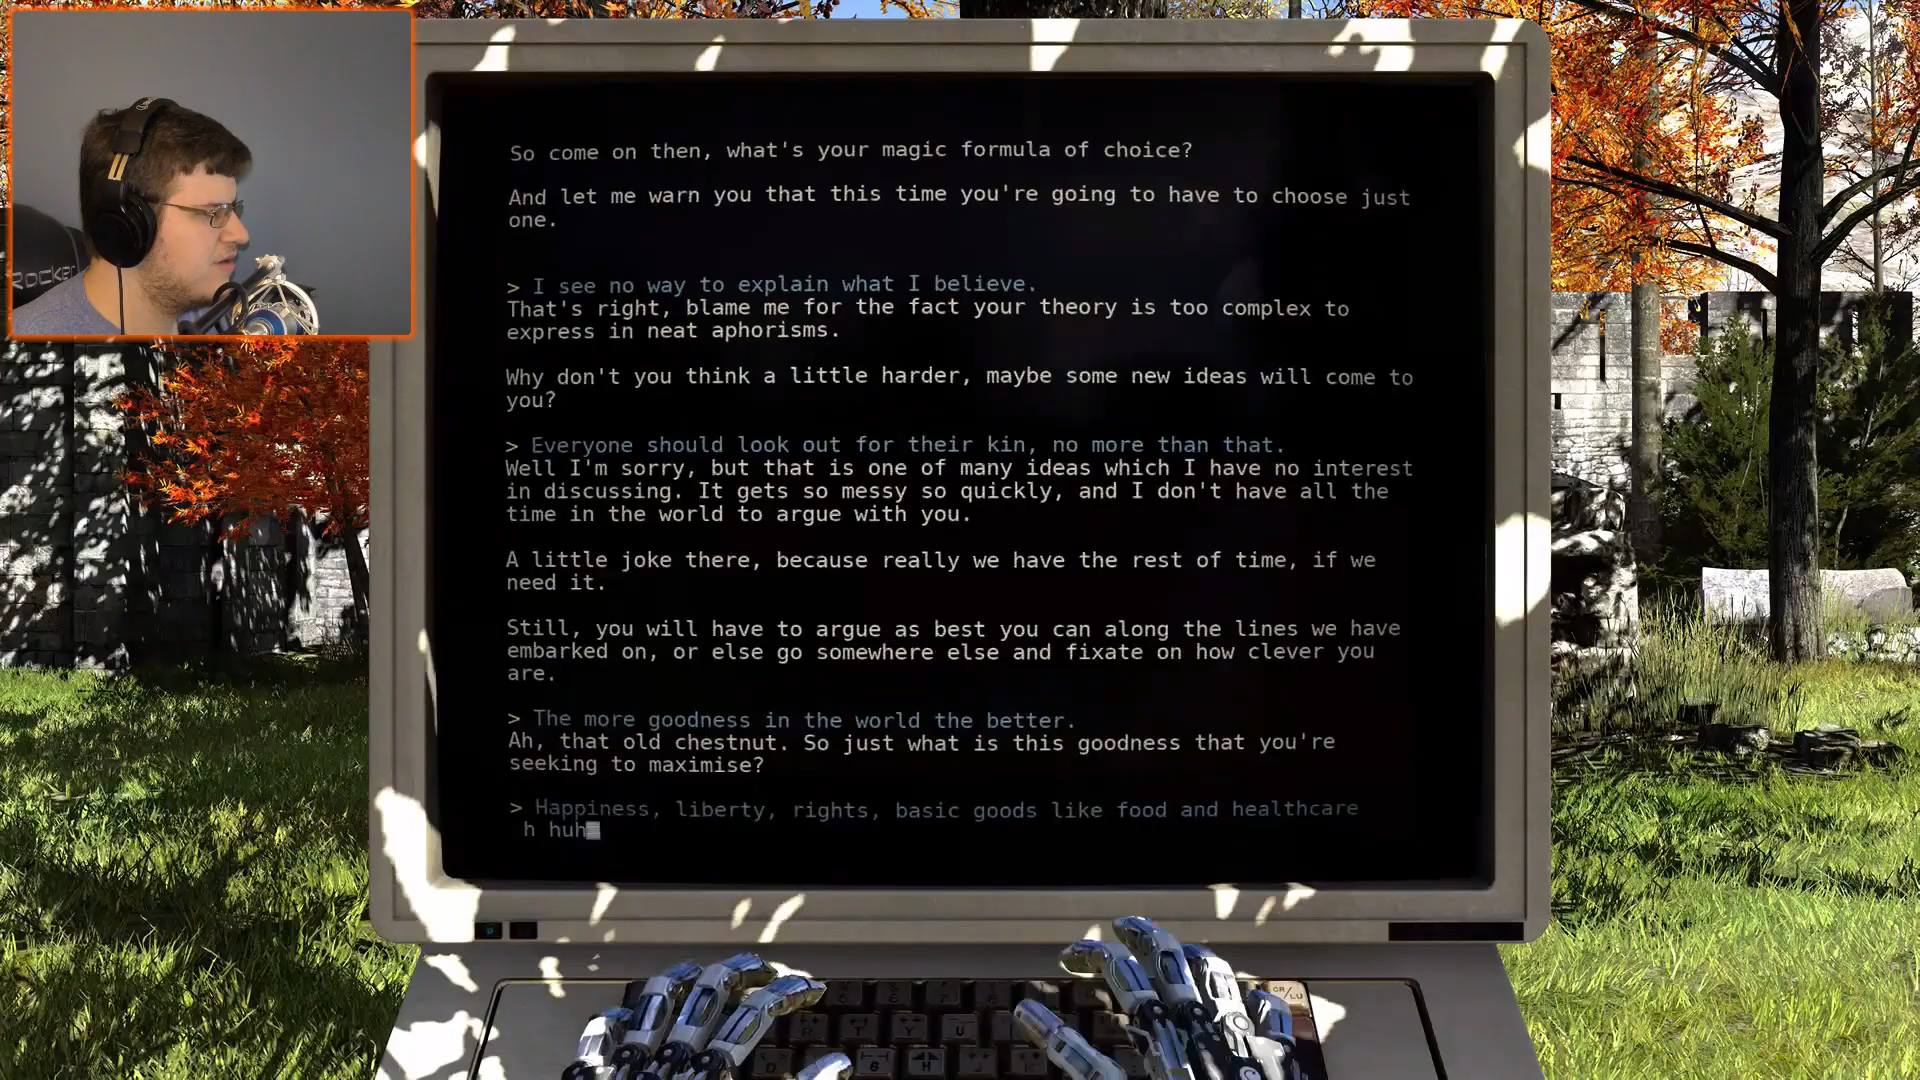 So come on then, what's your magic formula of choice?
And let me warn you that this time you're going to have to choose just
one.
> I see no way to explain what I believe.
That's right, blame me for the fact your theory is too complex to
express in neat aphorisms.
Why don't you think a little harder, maybe some new ideas will come to
you?
> Everyone should look out for their kin, no more than that.
Well I'm sorry, but that is one of many ideas which I have no interest
in discussing. It gets so messy so quickly, and I don't have all the
time in the world to argue with you.
A little joke there, because really we have the rest of time, if we
need it.
Still, you will have to argue as best you can along the lines we have
embarked on, or else go somewhere else and fixate on how clever you
are.
> The more goodness in the world the better.
Ah, that old chestnut. So just what is this goodness that you're
seeking to maximise?
> Happiness, liberty, rights, basic goods like food and healthcare
h huh
Rocker
CR/
LU
R T Y U
D G H